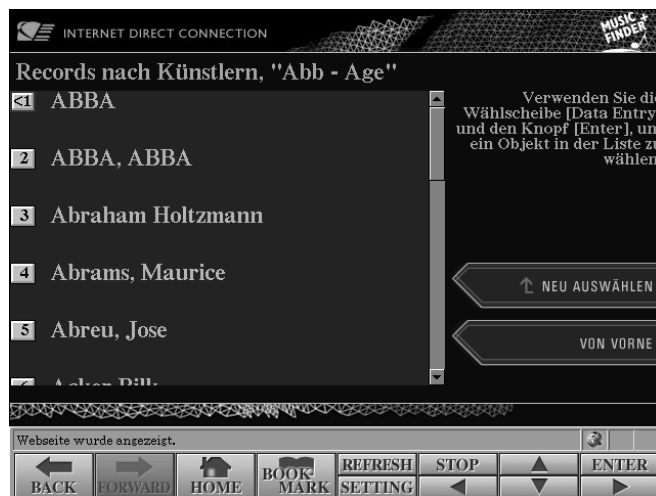 INTERNET DIRECT CONNECTION
MUSIC FINDER
Records nach Künstlern, "Abb - Age"
<1 ABBA
2 ABBA, ABBA
3 Abraham Holtzmann
4 Abrams, Maurice
5 Abreu, Jose
Verwenden Sie die
Wählscheibe [Data Entry]
und den Knopf [Enter], um
ein Objekt in der Liste zu
wählen
NEU AUSWÄHLEN
VON VORNE
Webseite wurde angezeigt.
BACK
FORWARD
HOME
BOOK
MARK
REFRESH
SETTING
STOP
ENTER